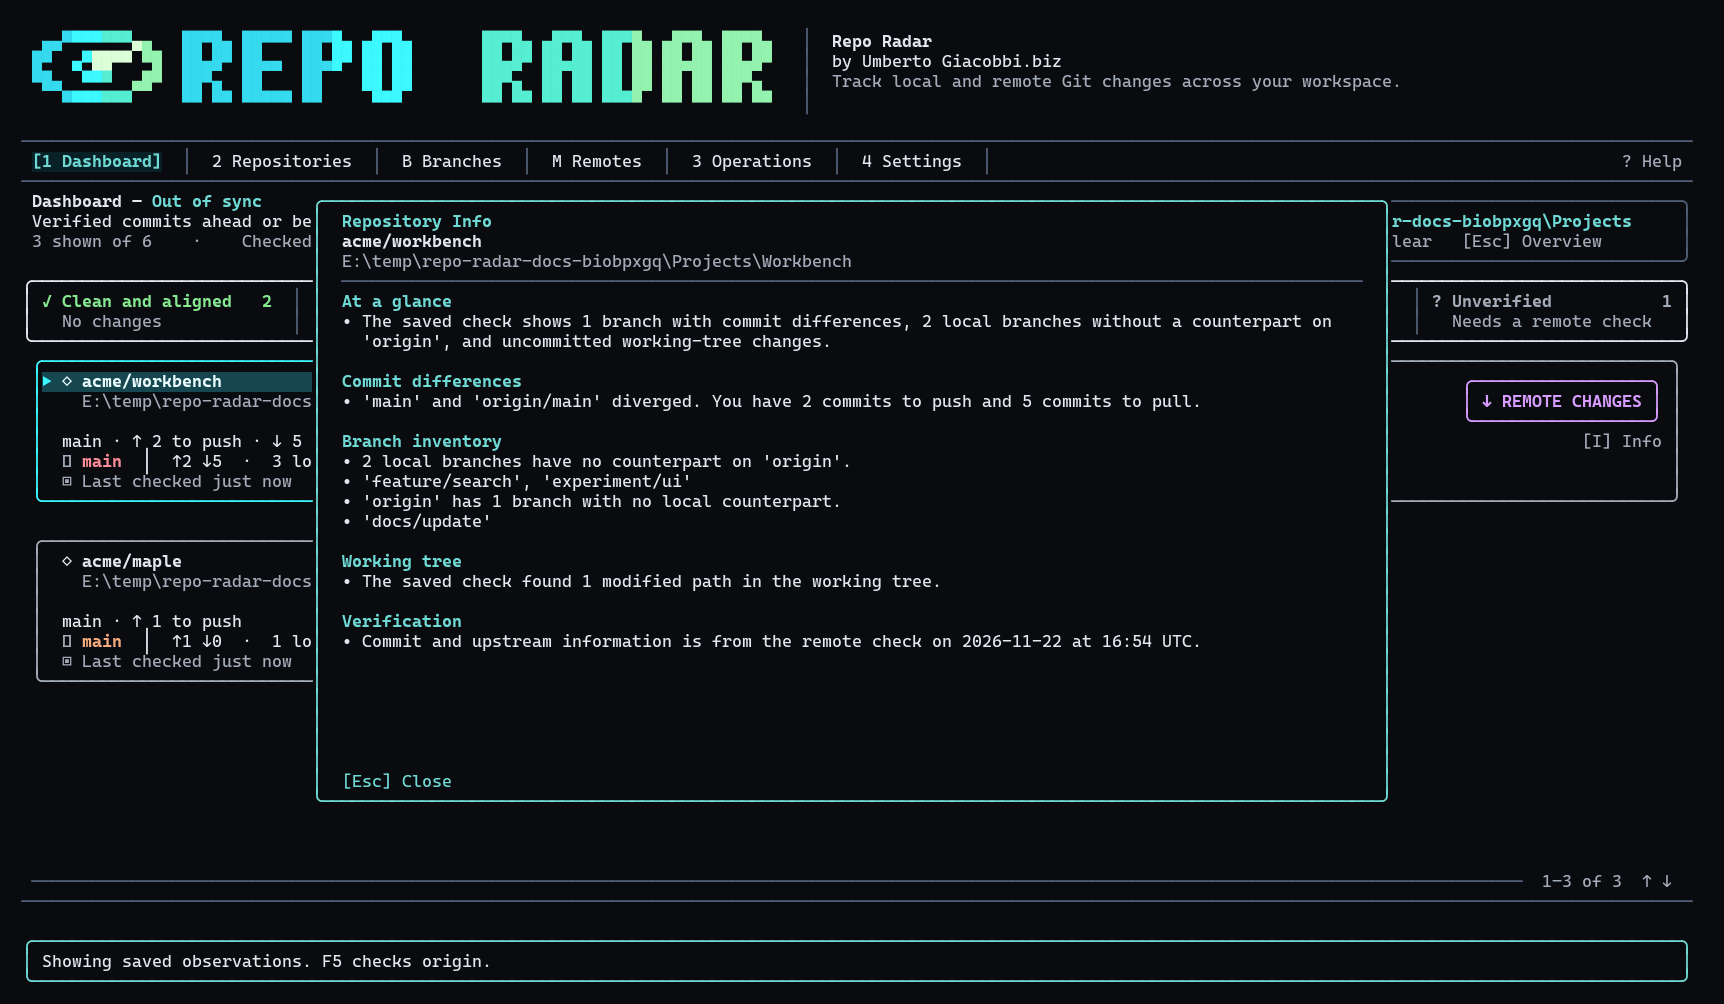 REPO RADAR
Repo Radar
by Umberto Giacobbi.biz
Track local and remote Git changes across your workspace.
[1 Dashboard] │ 2 Repositories │ B Branches │ M Remotes │ 3 Operations │ 4 Settings │ ? Help
Dashboard — Out of sync
Verified commits ahead or be
3 shown of 6 · Checked
r-docs-biobpxgq\Projects
lear [Esc] Overview
✓ Clean and aligned 2
No changes
? Unverified 1
Needs a remote check
▶ ◇ acme/workbench
E:\temp\repo-radar-docs
main · ↑ 2 to push · ↓ 5
▯ main │ ↑2 ↓5 · 3 lo
▣ Last checked just now
↓ REMOTE CHANGES
[I] Info
◇ acme/maple
E:\temp\repo-radar-docs
main · ↑ 1 to push
▯ main │ ↑1 ↓0 · 1 lo
▣ Last checked just now
Repository Info
acme/workbench
E:\temp\repo-radar-docs-biobpxgq\Projects\Workbench
At a glance
• The saved check shows 1 branch with commit differences, 2 local branches without a counterpart on
'origin', and uncommitted working-tree changes.
Commit differences
• 'main' and 'origin/main' diverged. You have 2 commits to push and 5 commits to pull.
Branch inventory
• 2 local branches have no counterpart on 'origin'.
• 'feature/search', 'experiment/ui'
• 'origin' has 1 branch with no local counterpart.
• 'docs/update'
Working tree
• The saved check found 1 modified path in the working tree.
Verification
• Commit and upstream information is from the remote check on 2026-11-22 at 16:54 UTC.
[Esc] Close
1–3 of 3 ↑ ↓
Showing saved observations. F5 checks origin.